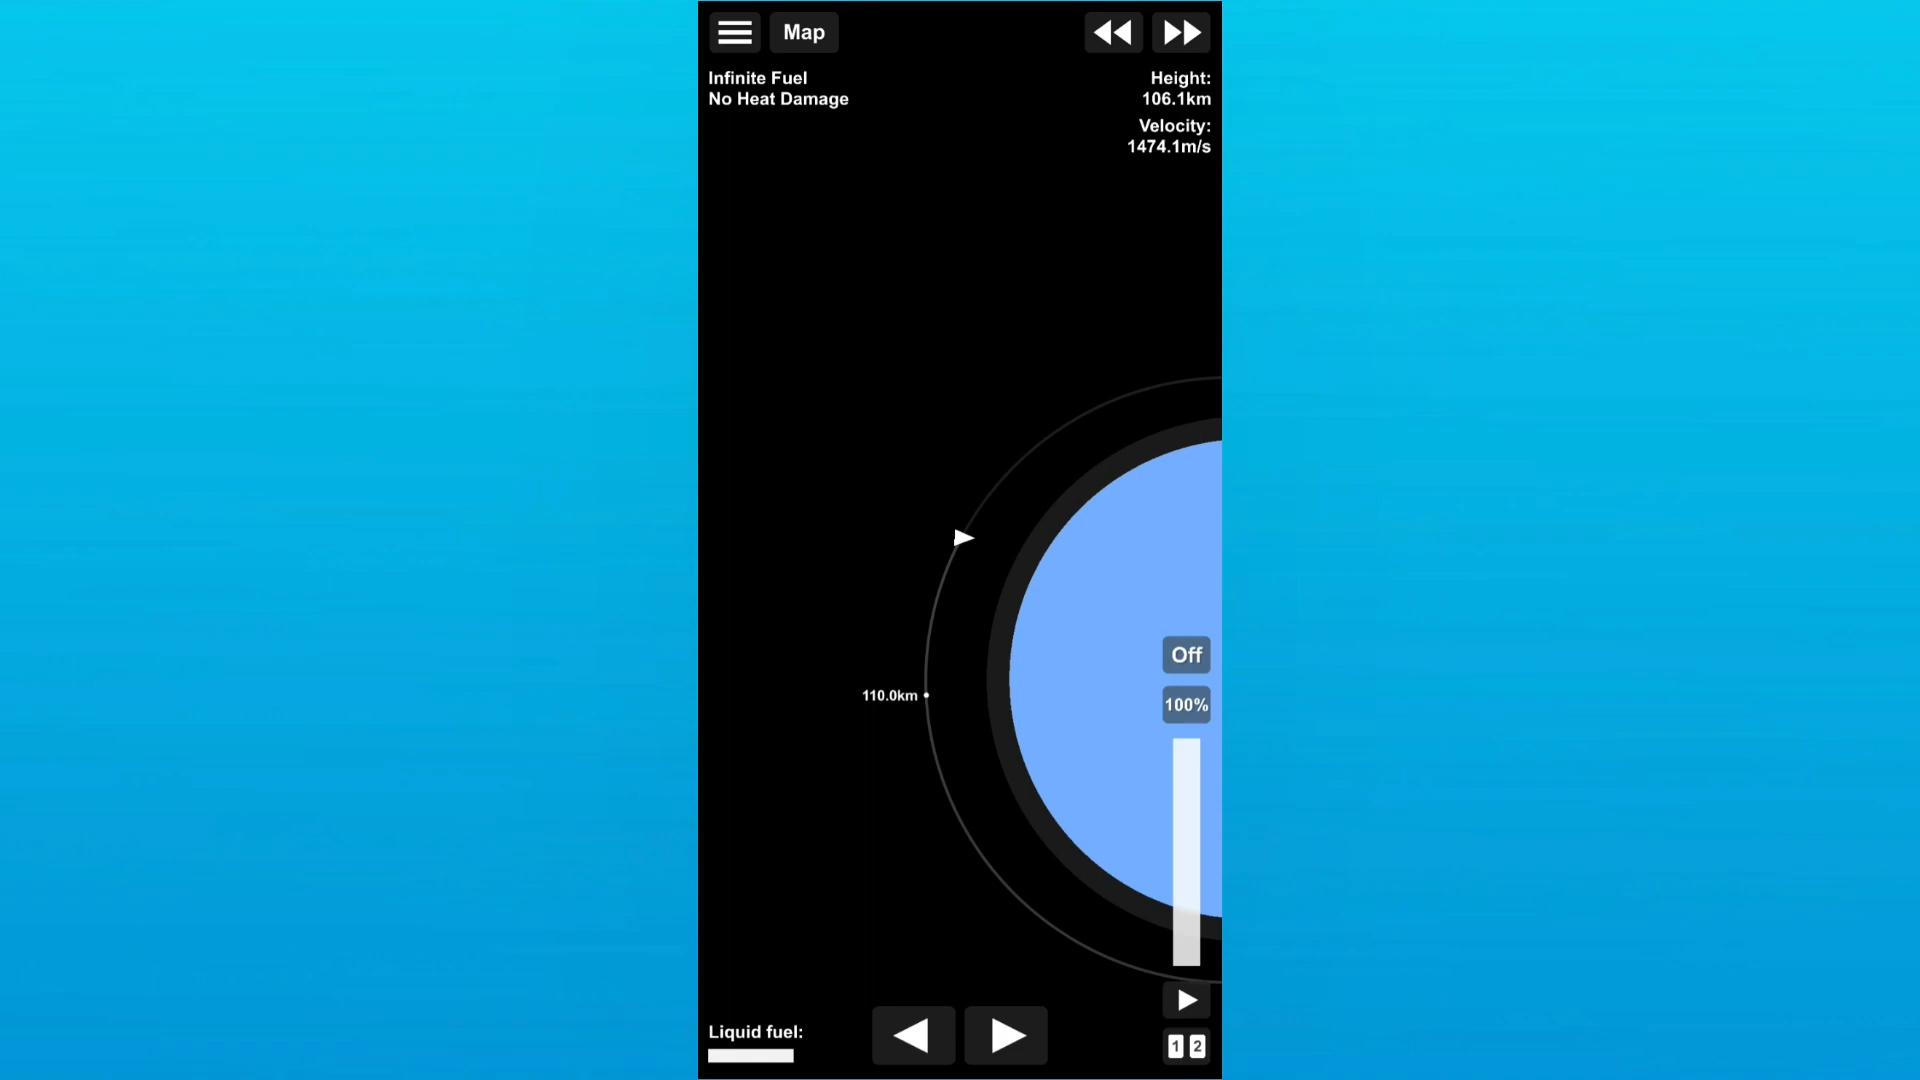 Map
Infinite Fuel
No Heat Damage
Height:
106.1km
Velocity:
1474.1m/s
Off
110.0km
100%
Liquid fuel:
1 2